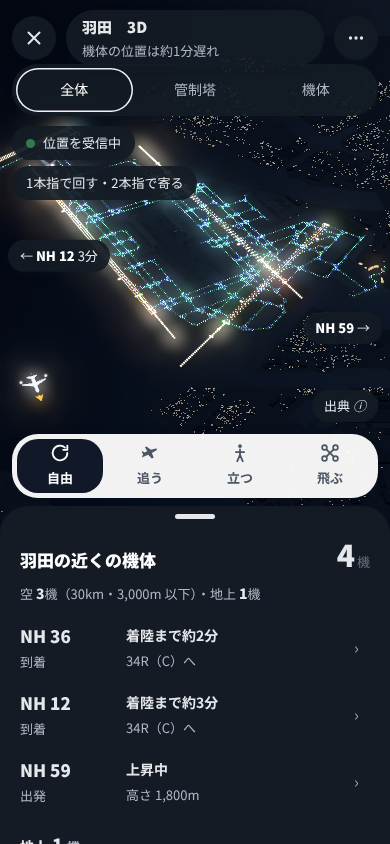 羽田 3D
機体の位置は約1分遅れ
全体
管制塔
機体
位置を受信中
1本指で回す・2本指で寄る
← NH 12 3分
NH 59 →
出典 ⓘ
自由
追う
立つ
飛ぶ
羽田の近くの機体
4機
空 3機（30km・3,000m 以下）・地上 1機
NH 36
着陸まで約2分
到着
34R（C）へ
NH 12
着陸まで約3分
到着
34R（C）へ
NH 59
上昇中
出発
高さ 1,800m
地上 1機